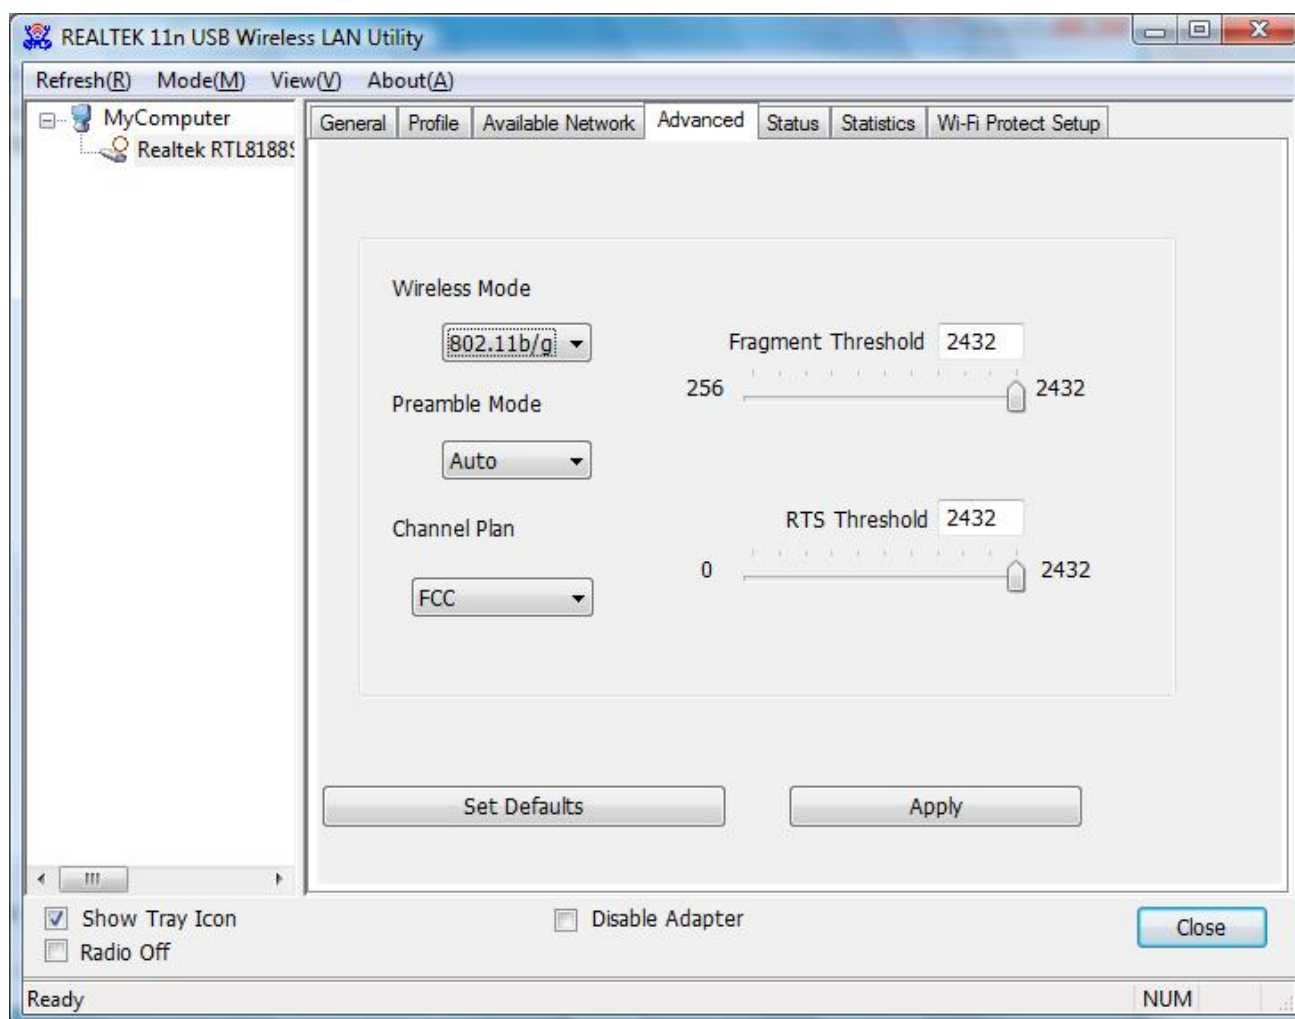 REALTEK 11n USB Wireless LAN Utility
Refresh(R) Mode(M) View(V) About(A)
MyComputer
Realtek RTL8188S
General Profile Available Network Advanced Status Statistics Wi-Fi Protect Setup
Wireless Mode
802.11b/g
Preamble Mode
Auto
Channel Plan
FCC
Fragment Threshold 2432
256 2432
RTS Threshold 2432
0 2432
Set Defaults Apply
Show Tray Icon Disable Adapter
Radio Off
Close
Ready NUM